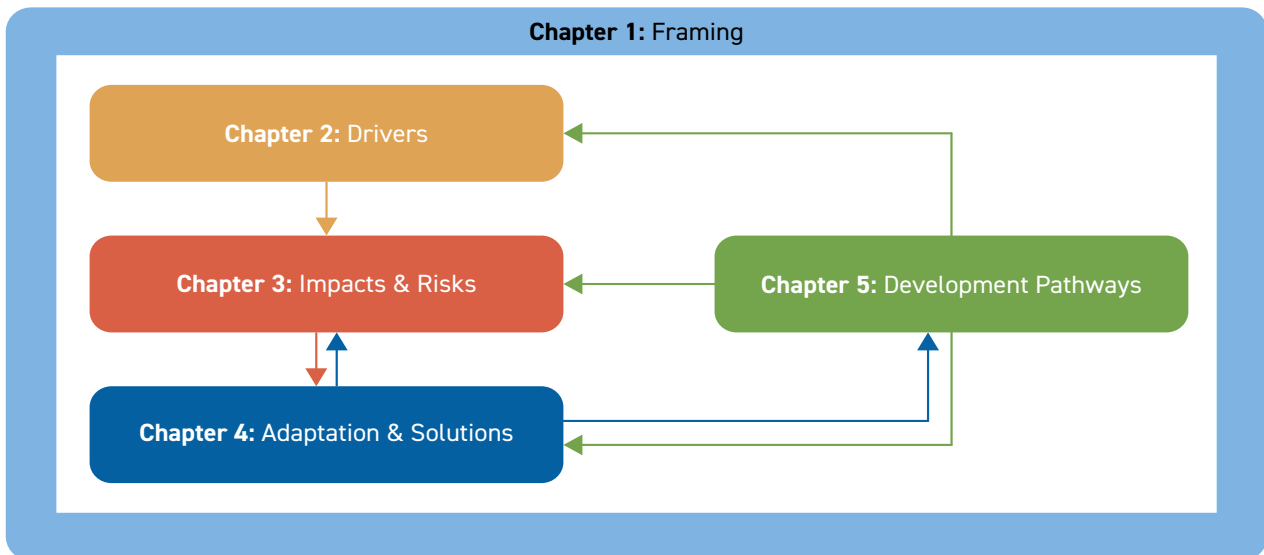 Chapter 1: Framing
Chapter 2: Drivers
Chapter 3: Impacts & Risks
Chapter 5: Development Pathways
Chapter 4: Adaptation & Solutions